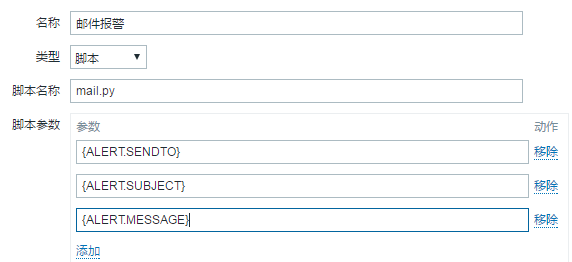 名称 邮件报警
类型 脚本
脚本名称 mail.py
脚本参数 参数 动作
{ALERT.SENDTO} 移除
{ALERT.SUBJECT} 移除
{ALERT.MESSAGE} 移除
添加